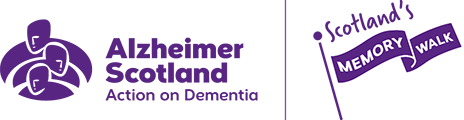 Alzheimer
Scotland
Action on Dementia
Scotland's
MEMORY WALK